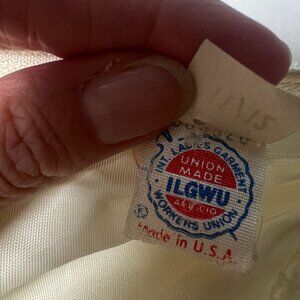 INT. LADIES GARMENT
UNION
MADE
ILGWU
AFL CIO
WORKERS UNION
Made in U.S.A.